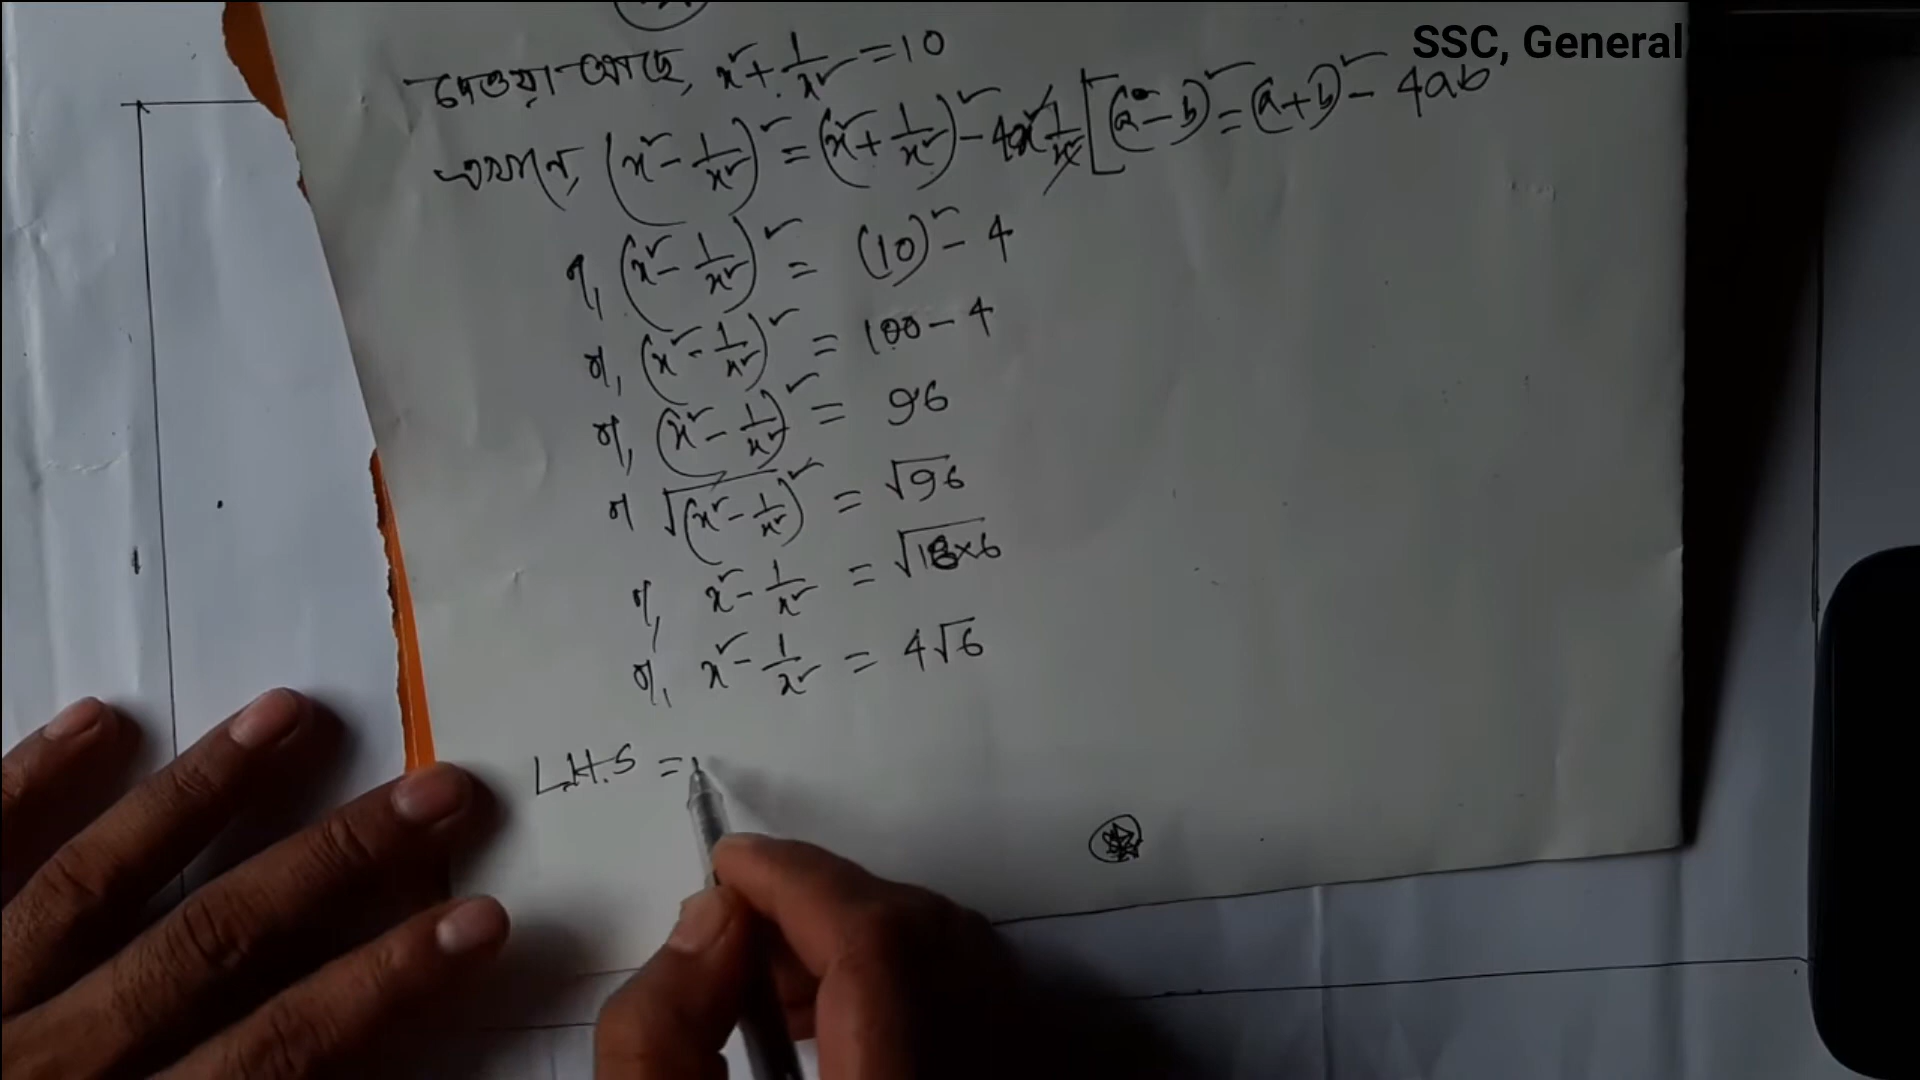 SSC, General
দেওয়া আছে, x² + 1/x² = 10
এখানে, (x² - 1/x²)² = (x² + 1/x²)² - 4x² 1/x² [(a - b)² = (a + b)² - 4ab
বা, (x² - 1/x²)² = (10)² - 4
বা, (x² - 1/x²)² = 100 - 4
বা, (x² - 1/x²)² = 96
বা √(x² - 1/x²)² = √96
বা, x² - 1/x² = √16×6
বা, x² - 1/x² = 4√6
L.H.S =